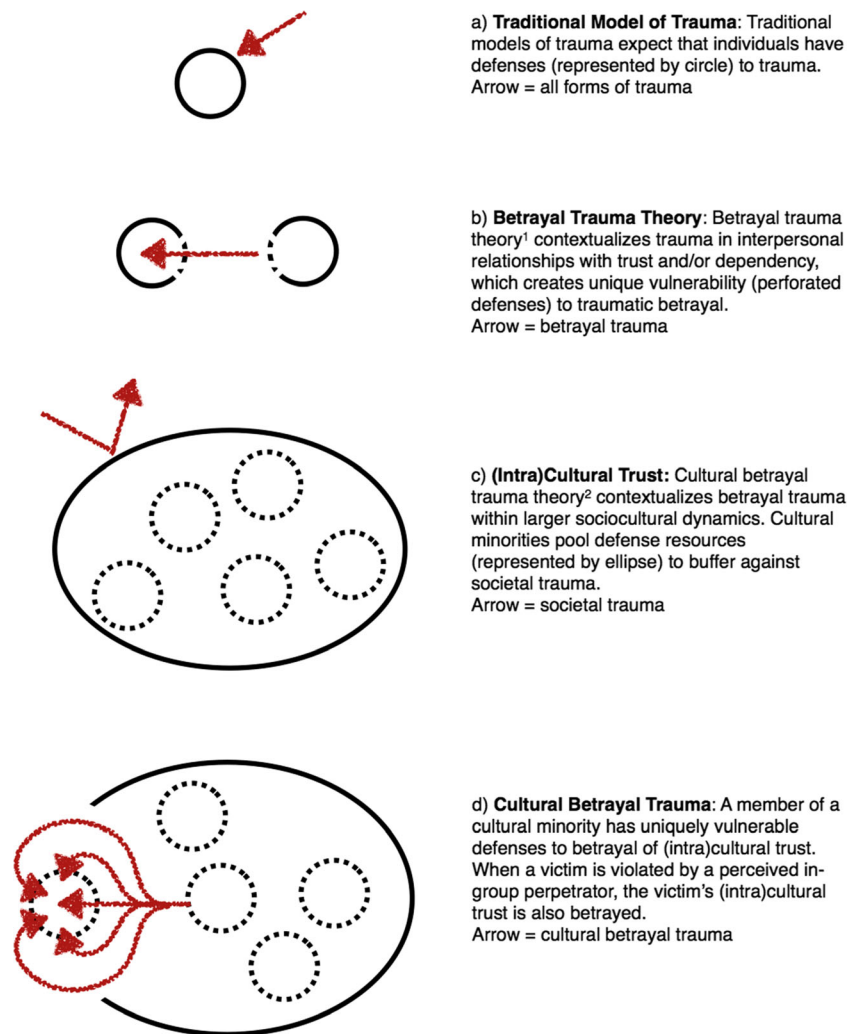 a) Traditional Model of Trauma: Traditional
models of trauma expect that individuals have
defenses (represented by circle) to trauma.
Arrow = all forms of trauma
b) Betrayal Trauma Theory: Betrayal trauma
theory¹ contextualizes trauma in interpersonal
relationships with trust and/or dependency,
which creates unique vulnerability (perforated
defenses) to traumatic betrayal.
Arrow = betrayal trauma
c) (Intra)Cultural Trust: Cultural betrayal
trauma theory² contextualizes betrayal trauma
within larger sociocultural dynamics. Cultural
minorities pool defense resources
(represented by ellipse) to buffer against
societal trauma.
Arrow = societal trauma
d) Cultural Betrayal Trauma: A member of a
cultural minority has uniquely vulnerable
defenses to betrayal of (intra)cultural trust.
When a victim is violated by a perceived in-
group perpetrator, the victim's (intra)cultural
trust is also betrayed.
Arrow = cultural betrayal trauma